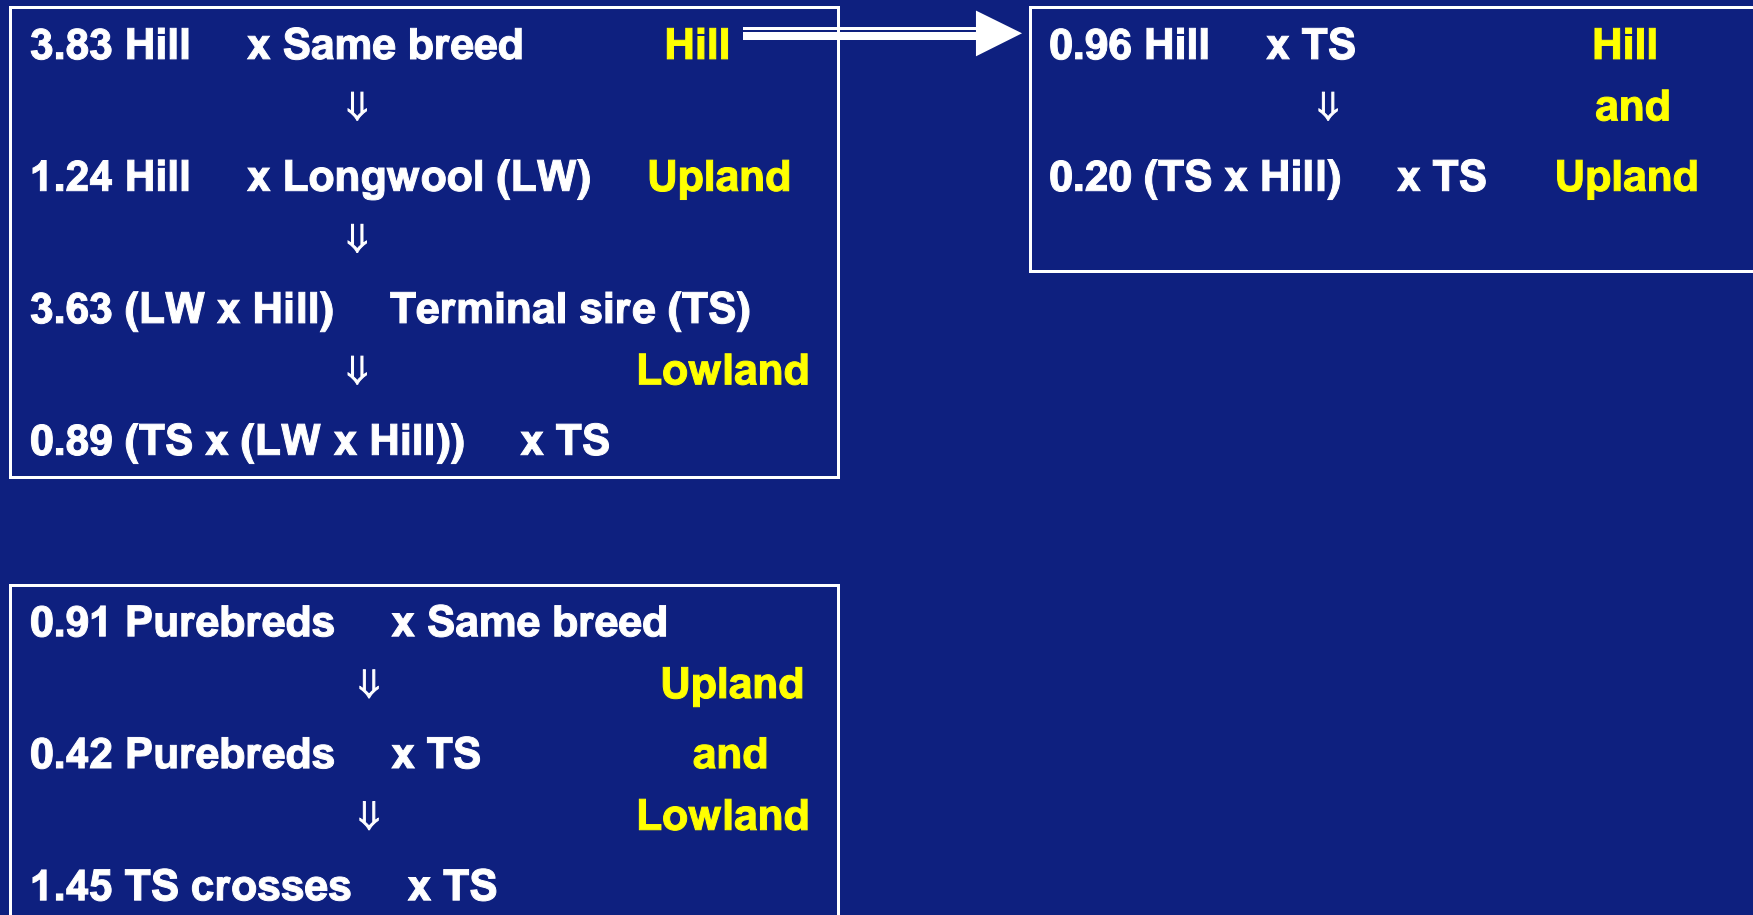 3.83 Hill x Same breed Hill
⇓
1.24 Hill x Longwool (LW) Upland
⇓
3.63 (LW x Hill) Terminal sire (TS)
⇓ Lowland
0.89 (TS x (LW x Hill)) x TS
0.96 Hill x TS Hill
⇓ and
0.20 (TS x Hill) x TS Upland
0.91 Purebreds x Same breed
⇓ Upland
0.42 Purebreds x TS and
⇓ Lowland
1.45 TS crosses x TS